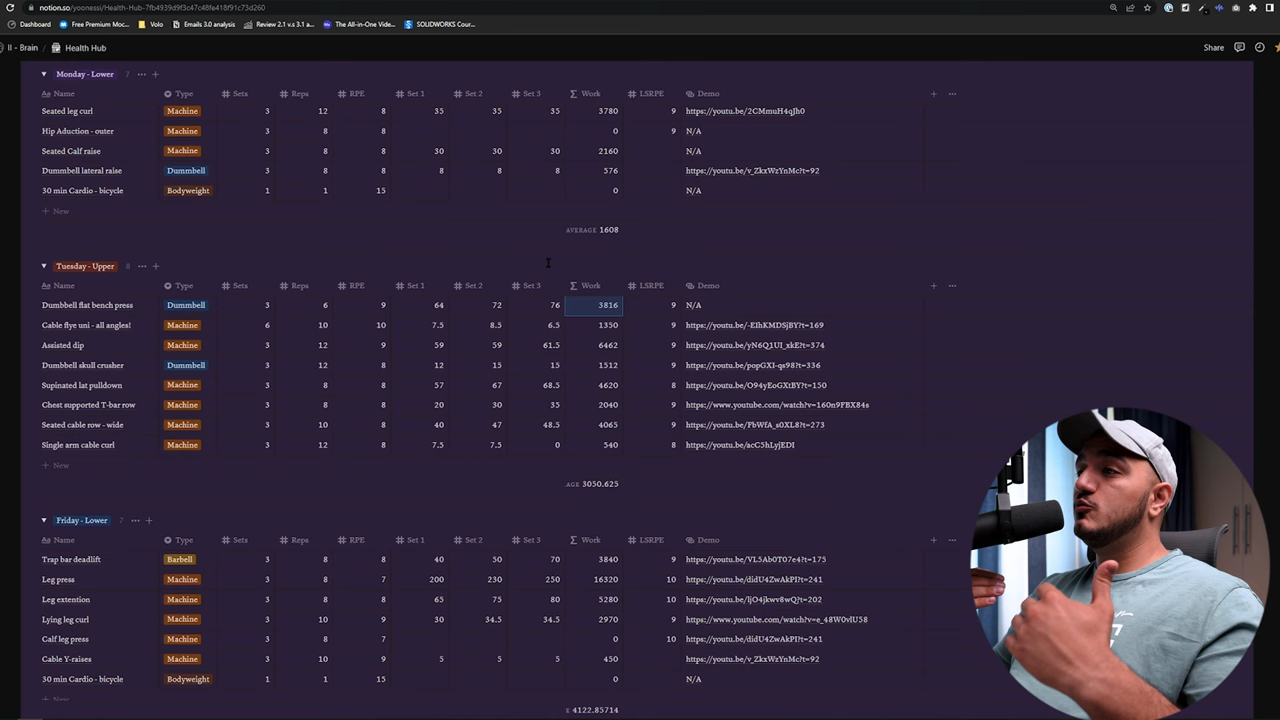 notion.so/yoonessi/Health-Hub-7fb4939d9f3c47c48fe418f91c73d260
Dashboard Free Premium Moc... Volo Emails 3.0 analysis Review 2.1 v.s 3.1 a... The All-in-One Vide... SOLIDWORKS Cour...
II - Brain / Health Hub Share
Monday - Lower 7 ... +
Name Type Sets Reps RPE Set 1 Set 2 Set 3 Work LSRPE Demo + ...
Seated leg curl Machine 3 12 8 35 35 35 3780 9 https://youtu.be/2CMmuH4qJh0
Hip Aduction - outer Machine 3 8 8 0 9 N/A
Seated Calf raise Machine 3 8 8 30 30 30 2160 N/A
Dummbell lateral raise Dummbell 3 8 8 8 8 8 576 https://youtu.be/v_ZkxWzYnMc?t=92
30 min Cardio - bicycle Bodyweight 1 1 15 0 N/A
+ New
AVERAGE 1608
Tuesday - Upper 8 ... +
Name Type Sets Reps RPE Set 1 Set 2 Set 3 Work LSRPE Demo + ...
Dumbbell flat bench press Dummbell 3 6 9 64 72 76 3816 9 N/A
Cable flye uni - all angles! Machine 6 10 10 7.5 8.5 6.5 1350 9 https://youtu.be/-EIhKMDSjBY?t=169
Assisted dip Machine 3 12 9 59 59 61.5 6462 9 https://youtu.be/yN6Q1UI_xkE?t=374
Dumbbell skull crusher Dummbell 3 12 8 12 15 15 1512 9 https://youtu.be/popGXI-qs98?t=336
Supinated lat pulldown Machine 3 8 8 57 67 68.5 4620 8 https://youtu.be/O94yEoGXtBY?t=150
Chest supported T-bar row Machine 3 8 8 20 30 35 2040 9 https://www.youtube.com/watch?v=160n9FBX84s
Seated cable row - wide Machine 3 10 8 40 47 48.5 4065 9 https://youtu.be/FbWfA_s0XL8?t=273
Single arm cable curl Machine 3 12 8 7.5 7.5 0 540 8 https://youtu.be/acC5hLyjEDI
+ New
AGE 3050.625
Friday - Lower 7 ... +
Name Type Sets Reps RPE Set 1 Set 2 Set 3 Work LSRPE Demo + ...
Trap bar deadlift Barbell 3 8 8 40 50 70 3840 9 https://youtu.be/VL5Ab0T07e4?t=175
Leg press Machine 3 8 7 200 230 250 16320 10 https://youtu.be/didU4ZwAkPI?t=241
Leg extention Machine 3 8 8 65 75 80 5280 10 https://youtu.be/ljO4jkwv8wQ?t=202
Lying leg curl Machine 3 10 9 30 34.5 34.5 2970 9 https://www.youtube.com/watch?v=e_48W0vlU58
Calf leg press Machine 3 8 7 0 10 https://youtu.be/didU4ZwAkPI?t=241
Cable Y-raises Machine 3 10 9 5 5 5 450 https://youtu.be/v_ZkxWzYnMc?t=92
30 min Cardio - bicycle Bodyweight 1 1 15 0 N/A
+ New
E 4122.85714